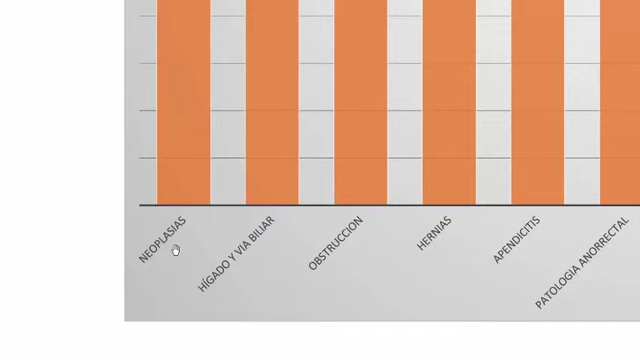 NEOPLASIAS
HÍGADO Y VIA BILIAR
OBSTRUCCION
HERNIAS
APENDICITIS
PATOLOGIA ANORRECTAL